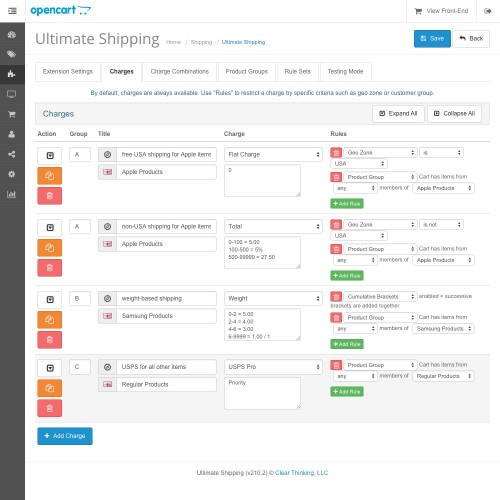 opencart
View Front-End
Ultimate Shipping
Home / Shipping / Ultimate Shipping
Save
Back
Extension Settings
Charges
Charge Combinations
Product Groups
Rule Sets
Testing Mode
By default, charges are always available. Use "Rules" to restrict a charge by specific criteria such as geo zone or customer group.
Charges
Expand All
Collapse All
Action Group Title Charge Rules
A
free USA shipping for Apple items
Apple Products
Flat Charge
0
Geo Zone is
USA
Product Group Cart has items from
any members of Apple Products
Add Rule
A
non-USA shipping for Apple items
Apple Products
Total
0-100 = 5.00
100-500 = 5%
500-99999 = 27.50
Geo Zone is not
USA
Product Group Cart has items from
any members of Apple Products
Add Rule
B
weight-based shipping
Samsung Products
Weight
0-2 = 5.00
2-4 = 4.00
4-6 = 3.00
6-9999 = 1.00 / 1
Cumulative Brackets enabled = successive
brackets are added together
Product Group Cart has items from
any members of Samsung Products
Add Rule
C
USPS for all other items
Regular Products
USPS Pro
Priority
Product Group Cart has items from
any members of Regular Products
Add Rule
Add Charge
Ultimate Shipping (v210.2) © Clear Thinking, LLC